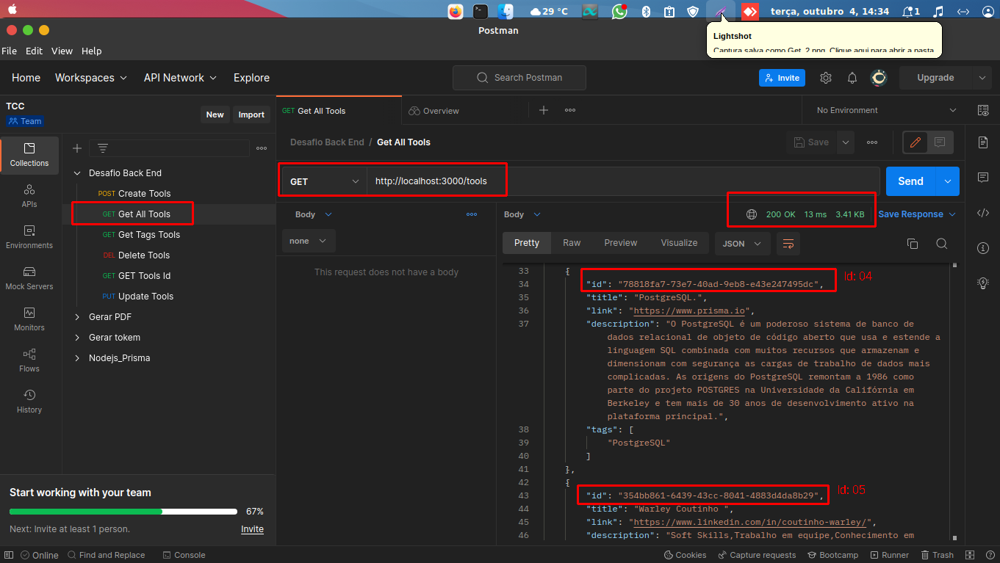 29 °C
terça, outubro 4, 14:34
1
Postman
Lightshot
Captura salva como Get_2.png. Clique aqui para abrir a pasta
File Edit View Help
Home Workspaces API Network Explore
Search Postman
Invite
Upgrade
TCC
Team
New Import
GET Get All Tools
Overview
No Environment
Collections
APIs
Environments
Mock Servers
Monitors
Flows
History
Desafio Back End
POST Create Tools
GET Get All Tools
GET Get Tags Tools
DEL Delete Tools
GET GET Tools Id
PUT Update Tools
Gerar PDF
Gerar tokem
Nodejs_Prisma
Desafio Back End / Get All Tools
Save
GET http://localhost:3000/tools
Send
Body
none
This request does not have a body
Body
200 OK 13 ms 3.41 KB
Save Response
Pretty Raw Preview Visualize JSON
33 {
34 "id": "78818fa7-73e7-40ad-9eb8-e43e247495dc",
Id: 04
35 "title": "PostgreSQL.",
36 "link": "https://www.prisma.io",
37 "description": "O PostgreSQL é um poderoso sistema de banco de
dados relacional de objeto de código aberto que usa e estende a
linguagem SQL combinada com muitos recursos que armazenam e
dimensionam com segurança as cargas de trabalho de dados mais
complicadas. As origens do PostgreSQL remontam a 1986 como
parte do projeto POSTGRES na Universidade da Califórnia em
Berkeley e tem mais de 30 anos de desenvolvimento ativo na
plataforma principal.",
38 "tags": [
39 "PostgreSQL"
40 ]
41 },
42 {
43 "id": "354bb861-6439-43cc-8041-4883d4da8b29",
Id: 05
44 "title": "Warley Coutinho ",
45 "link": "https://www.linkedin.com/in/coutinho-warley/",
46 "description": "Soft Skills,Trabalho em equipe,Conhecimento em
Start working with your team
67%
Next: Invite at least 1 person.
Invite
Online
Find and Replace
Console
Cookies
Capture requests
Bootcamp
Runner
Trash